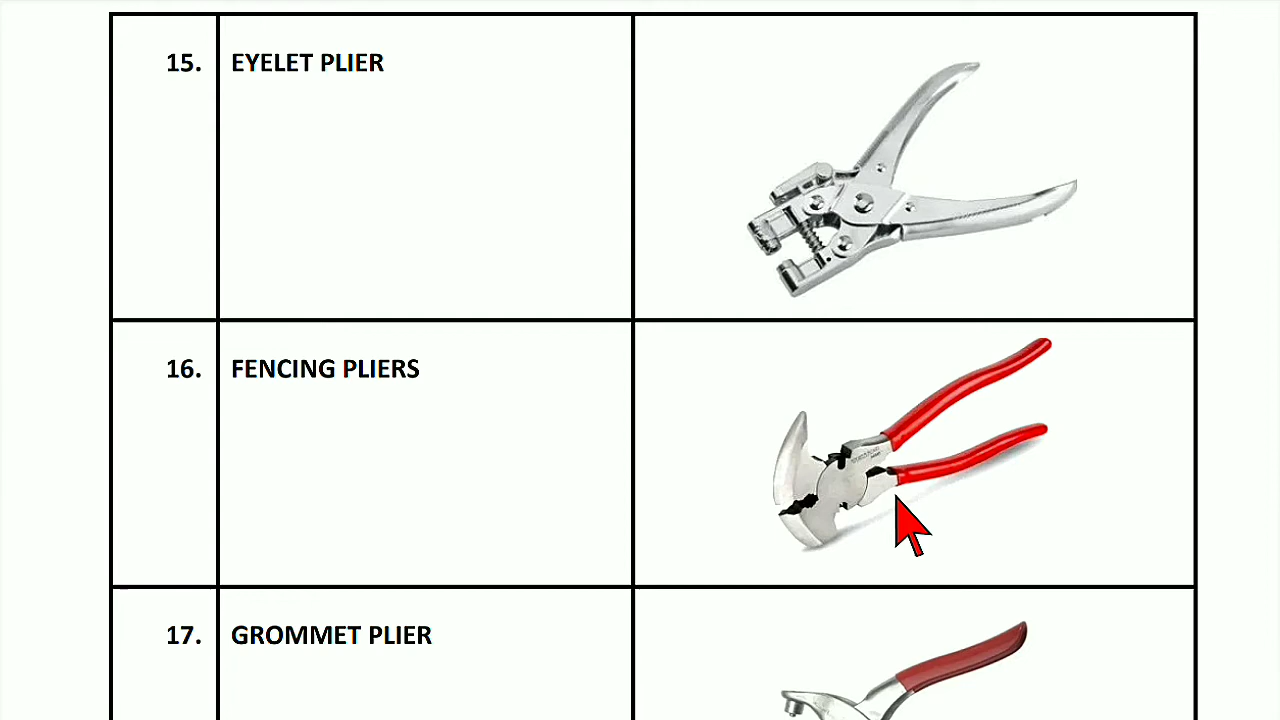 15. EYELET PLIER
16. FENCING PLIERS
17. GROMMET PLIER